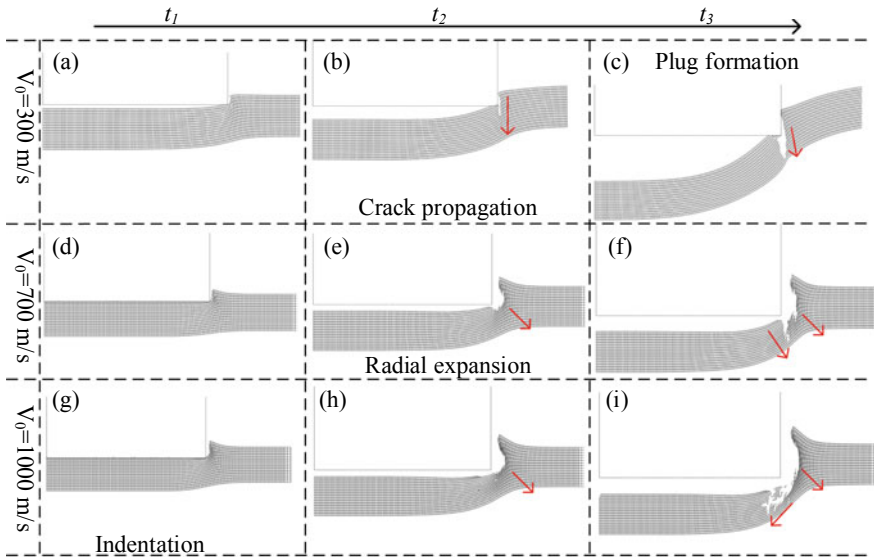 t₁ t₂ t₃
V₀=300 m/s
(a) (b) (c) Plug formation
Crack propagation
V₀=700 m/s
(d) (e) (f)
Radial expansion
V₀=1000 m/s
(g) (h) (i)
Indentation